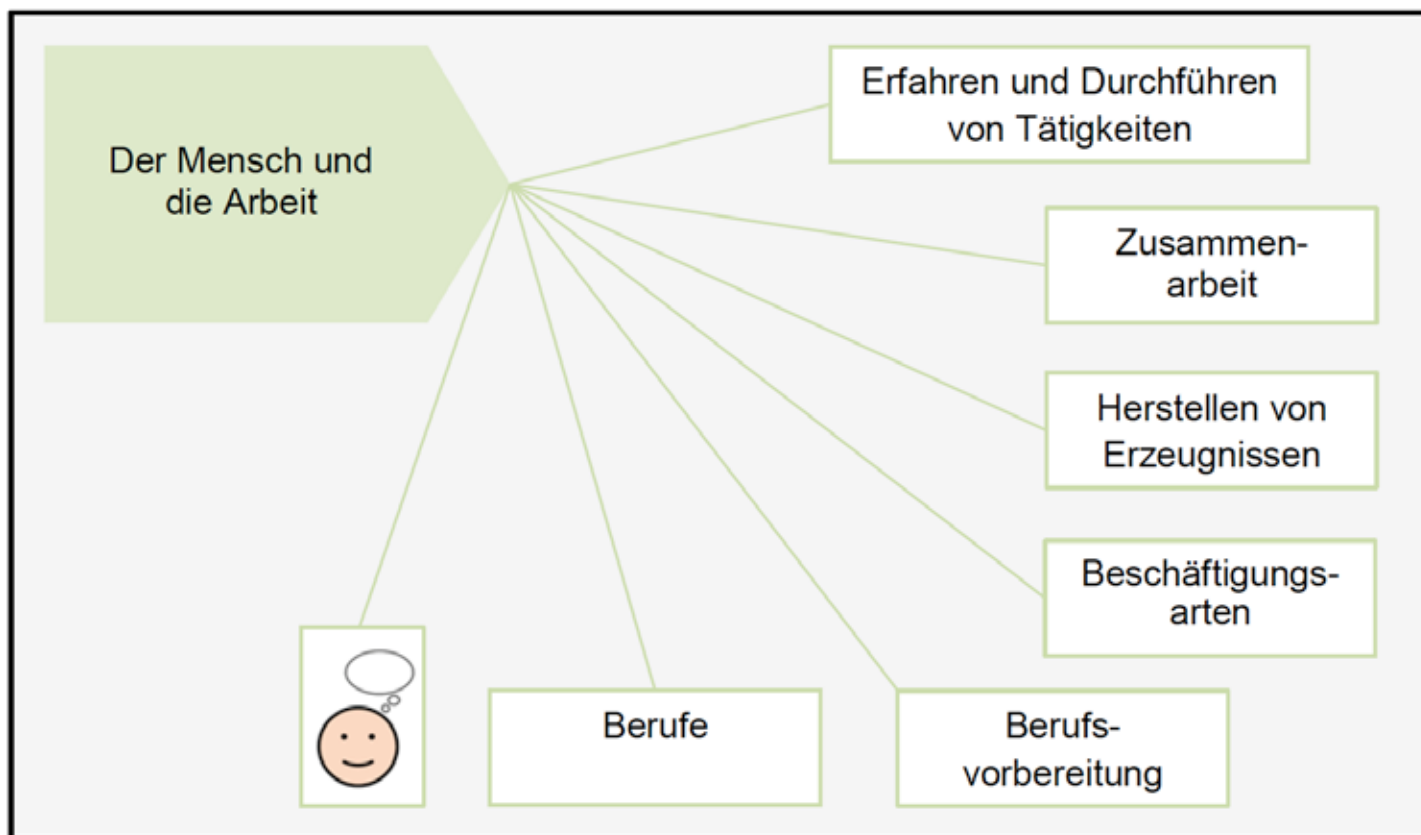 Der Mensch und
die Arbeit
Erfahren und Durchführen
von Tätigkeiten
Zusammen-
arbeit
Herstellen von
Erzeugnissen
Beschäftigungs-
arten
Berufs-
vorbereitung
Berufe